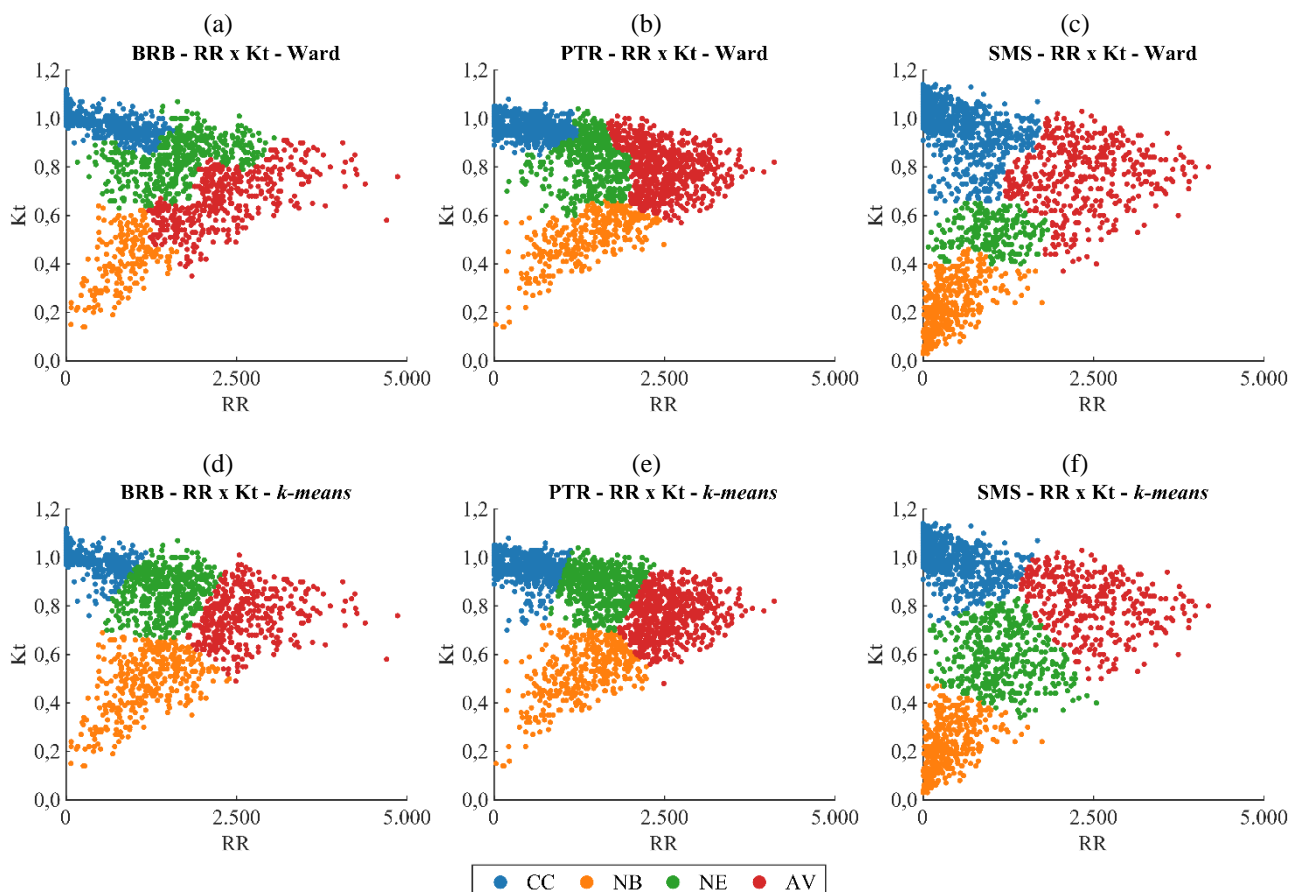 (a) (b) (c)
BRB - RR x Kt - Ward PTR - RR x Kt - Ward SMS - RR x Kt - Ward
1,2 1,2 1,2
1,0 1,0 1,0
0,8 0,8 0,8
Kt Kt Kt
0,6 0,6 0,6
0,4 0,4 0,4
0,2 0,2 0,2
0,0 0,0 0,0
0 2.500 5.000 0 2.500 5.000 0 2.500 5.000
RR RR RR
(d) (e) (f)
BRB - RR x Kt - k-means PTR - RR x Kt - k-means SMS - RR x Kt - k-means
1,2 1,2 1,2
1,0 1,0 1,0
0,8 0,8 0,8
Kt Kt Kt
0,6 0,6 0,6
0,4 0,4 0,4
0,2 0,2 0,2
0,0 0,0 0,0
0 2.500 5.000 0 2.500 5.000 0 2.500 5.000
RR RR RR
CC NB NE AV